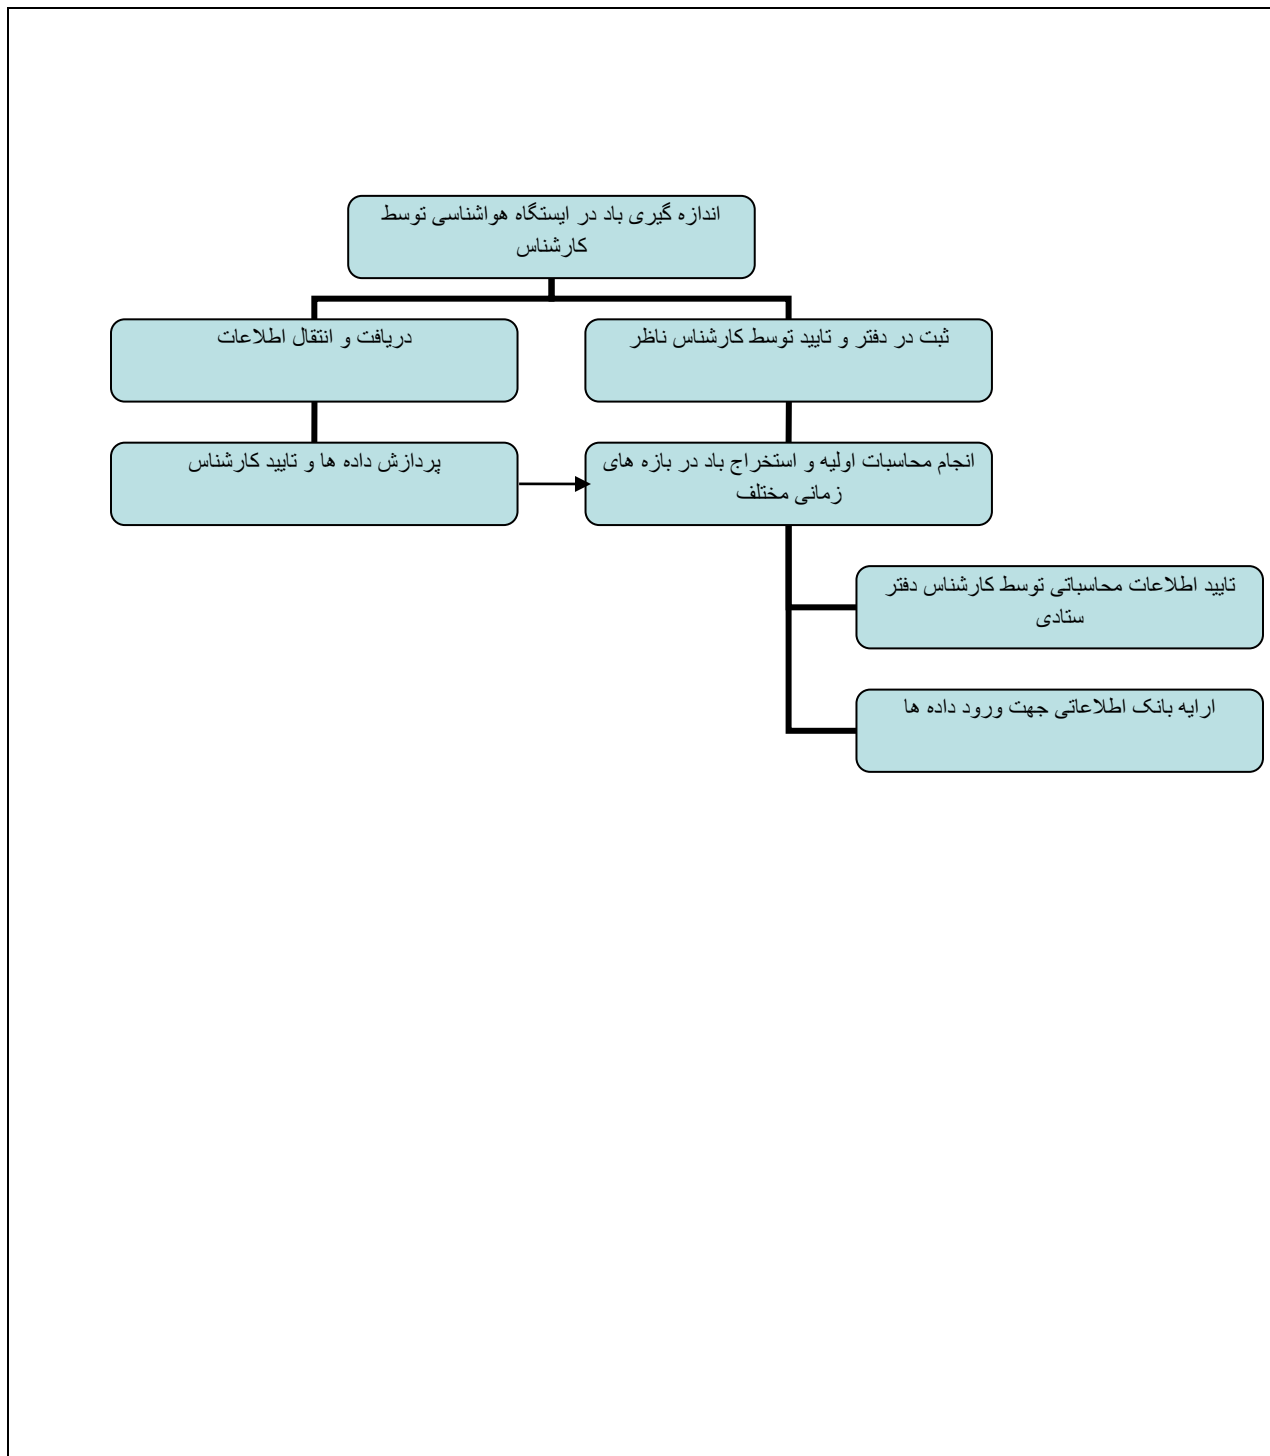 اندازه گیری باد در ایستگاه هواشناسی توسط
کارشناس
ثبت در دفتر و تایید توسط کارشناس ناظر
دریافت و انتقال اطلاعات
انجام محاسبات اولیه و استخراج باد در بازه های
زمانی مختلف
پردازش داده ها و تایید کارشناس
تایید اطلاعات محاسباتی توسط کارشناس دفتر
ستادی
ارایه بانک اطلاعاتی جهت ورود داده ها